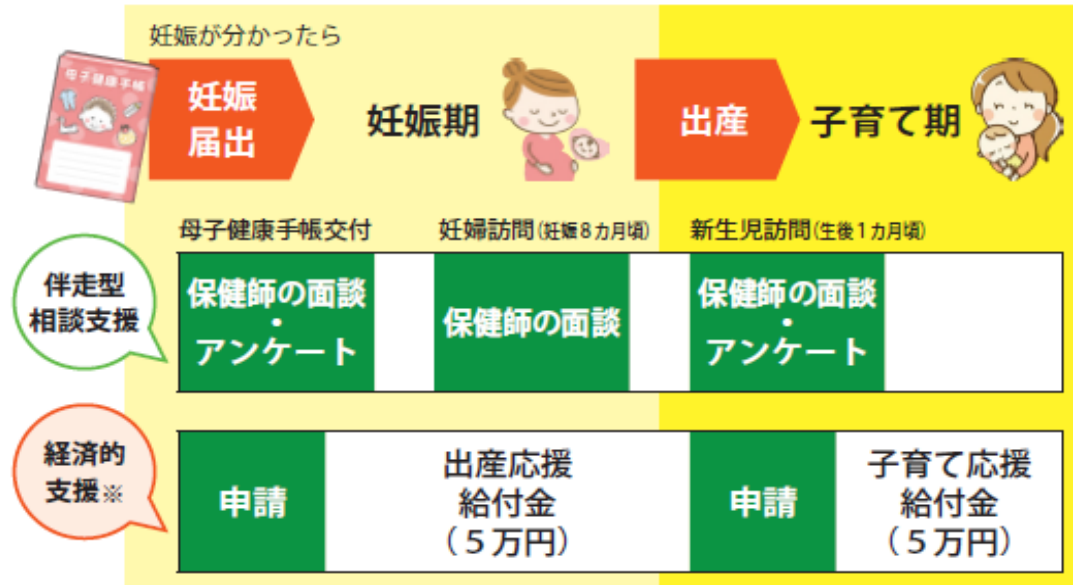 妊娠が分かったら
母子健康手帳
妊娠
届出
妊娠期
出産
子育て期
母子健康手帳交付
妊婦訪問(妊娠8カ月頃)
新生児訪問(生後1カ月頃)
伴走型
相談支援
保健師の面談
・
アンケート
保健師の面談
保健師の面談
・
アンケート
経済的
支援※
申請
出産応援
給付金
(5万円)
申請
子育て応援
給付金
(5万円)